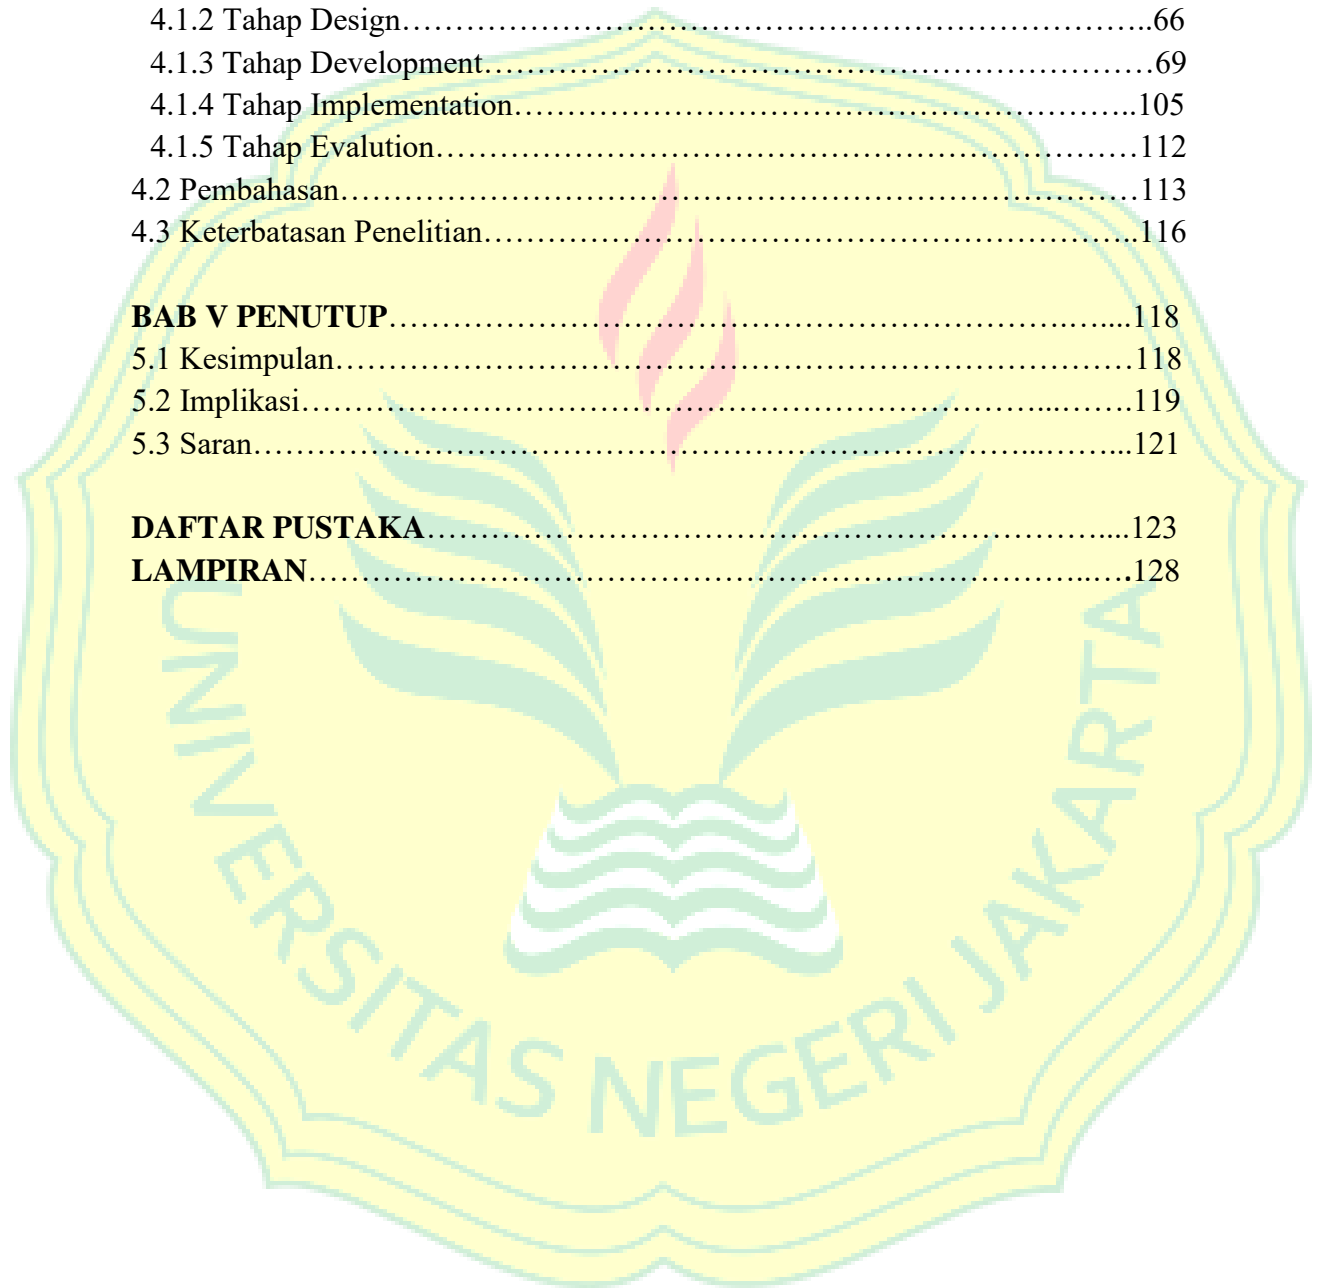 4.1.2 Tahap Design……………………………………………………………..66
4.1.3 Tahap Development………………………………………………………69
4.1.4 Tahap Implementation…………………………………………………..105
4.1.5 Tahap Evalution…………………………………………………………112
4.2 Pembahasan…………………………………………………………………113
4.3 Keterbatasan Penelitian……………………………………………………..116
BAB V PENUTUP……………………………………………………….…....118
5.1 Kesimpulan…………………………………………………………………118
5.2 Implikasi……………………………………………………………...…….119
5.3 Saran………………………………………………………………...……...121
DAFTAR PUSTAKA………………………………………………………....123
LAMPIRAN………………………………………………………………..….128
UNIVERSITAS NEGERI JAKARTA